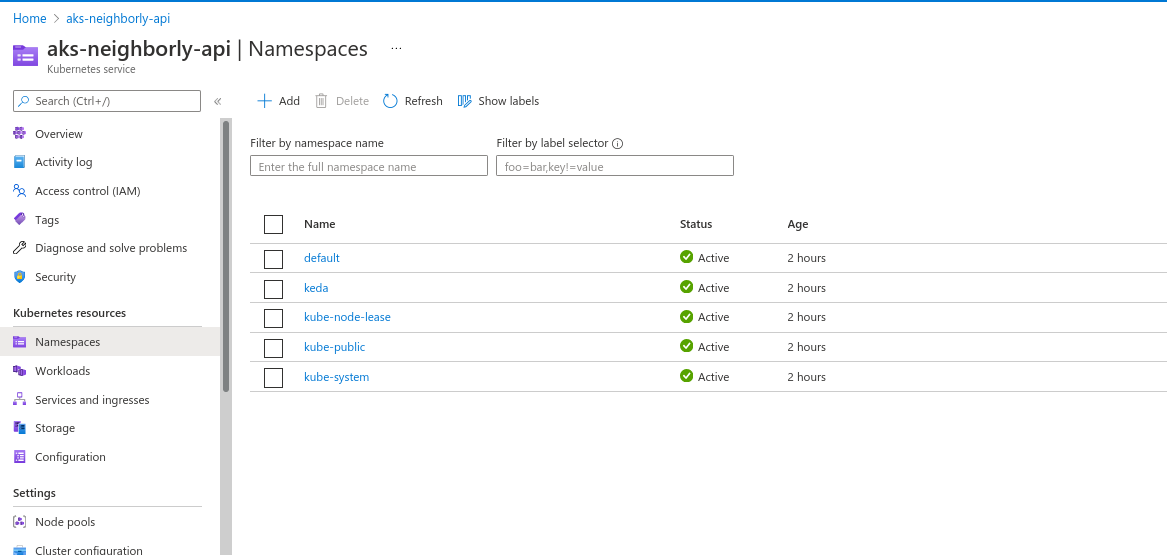 Home > aks-neighborly-api
aks-neighborly-api | Namespaces ...
Kubernetes service
Search (Ctrl+/) «
Overview
Activity log
Access control (IAM)
Tags
Diagnose and solve problems
Security
Kubernetes resources
Namespaces
Workloads
Services and ingresses
Storage
Configuration
Settings
Node pools
Cluster configuration
Add Delete Refresh Show labels
Filter by namespace name Filter by label selector
Enter the full namespace name foo=bar,key!=value
Name Status Age
default Active 2 hours
keda Active 2 hours
kube-node-lease Active 2 hours
kube-public Active 2 hours
kube-system Active 2 hours